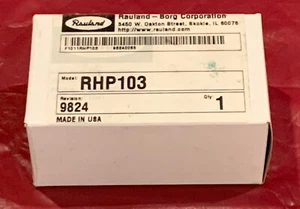 Rauland
Rauland-Borg Corporation
3450 W. Oakton Street, Skokie, IL 60076
http://www.rauland.com
Model: RHP103
Revision: Qty:
9824 1
MADE IN USA